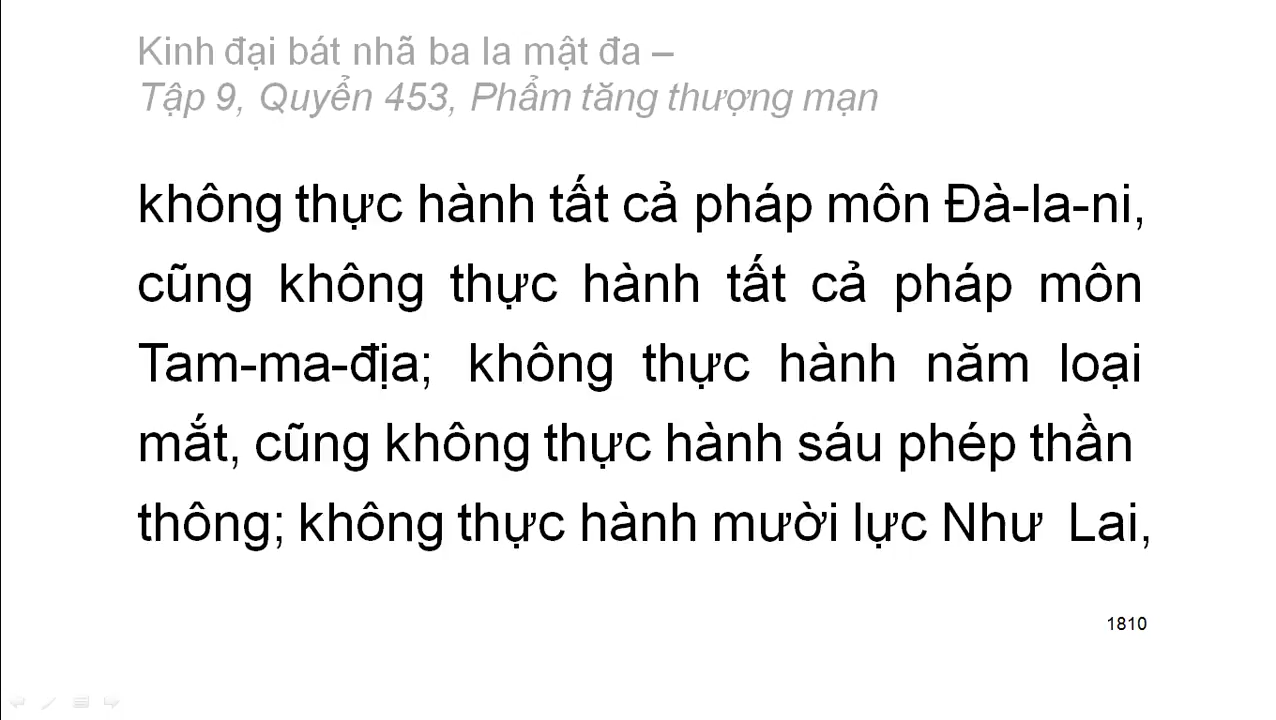 Kinh đại bát nhã ba la mật đa –
Tập 9, Quyển 453, Phẩm tăng thượng mạn
không thực hành tất cả pháp môn Đà-la-ni,
cũng không thực hành tất cả pháp môn
Tam-ma-địa; không thực hành năm loại
mắt, cũng không thực hành sáu phép thần
thông; không thực hành mười lực Như Lai,
1810